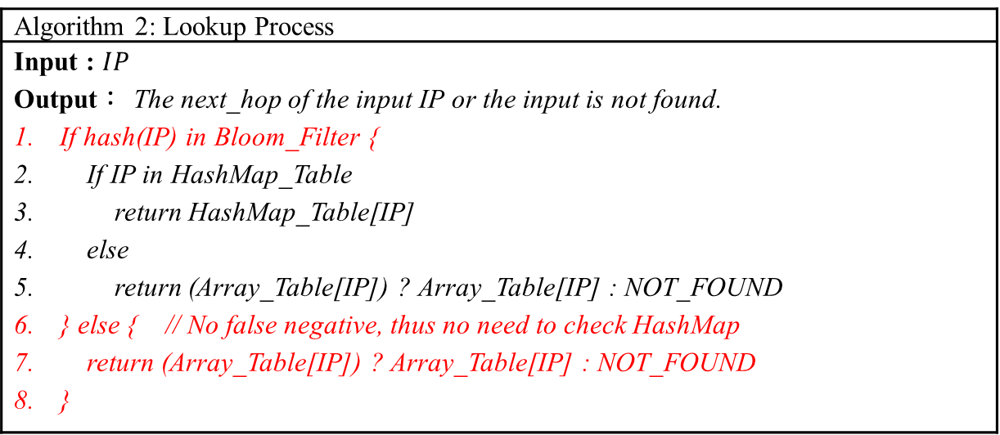 Algorithm 2: Lookup Process
Input : IP
Output： The next_hop of the input IP or the input is not found.
1. If hash(IP) in Bloom_Filter {
2. If IP in HashMap_Table
3. return HashMap_Table[IP]
4. else
5. return (Array_Table[IP]) ? Array_Table[IP] : NOT_FOUND
6. } else { // No false negative, thus no need to check HashMap
7. return (Array_Table[IP]) ? Array_Table[IP] : NOT_FOUND
8. }